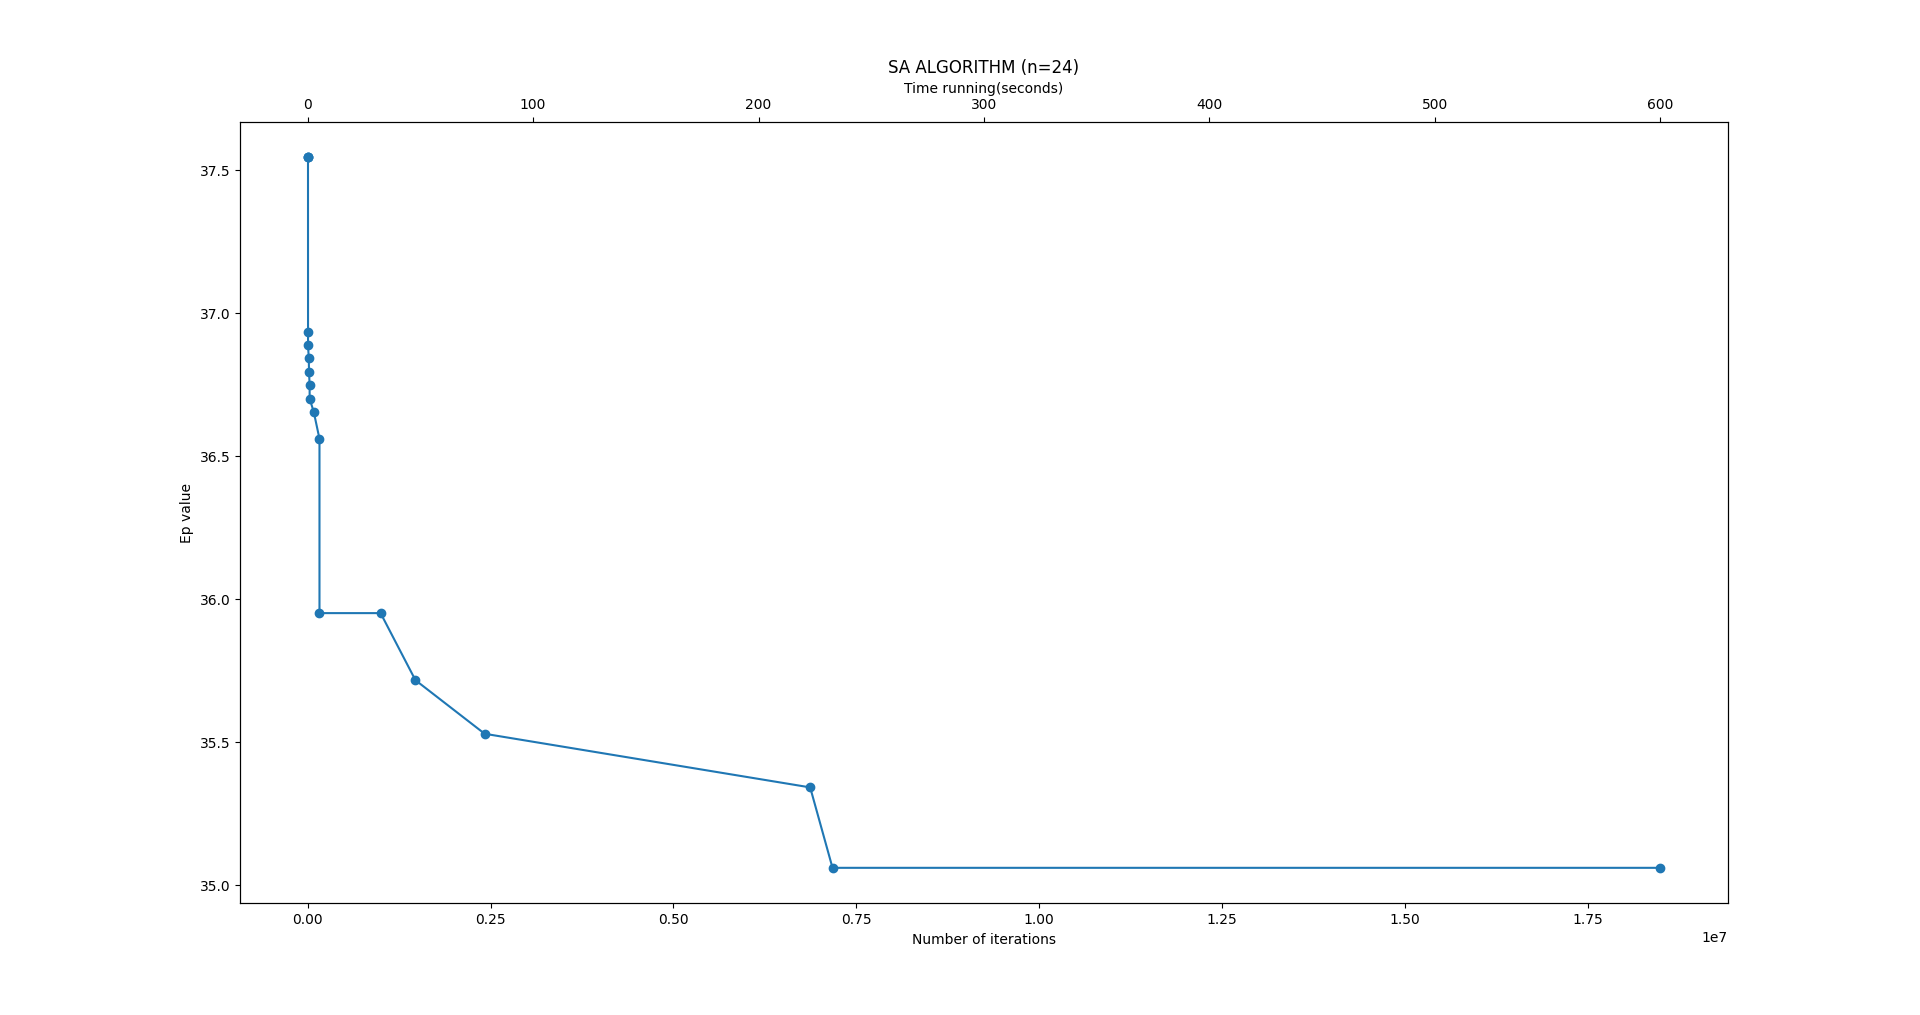 SA ALGORITHM (n=24)
Time running(seconds)
0 100 200 300 400 500 600
37.5
37.0
36.5
36.0
35.5
35.0
Ep value
0.00 0.25 0.50 0.75 1.00 1.25 1.50 1.75
1e7
Number of iterations